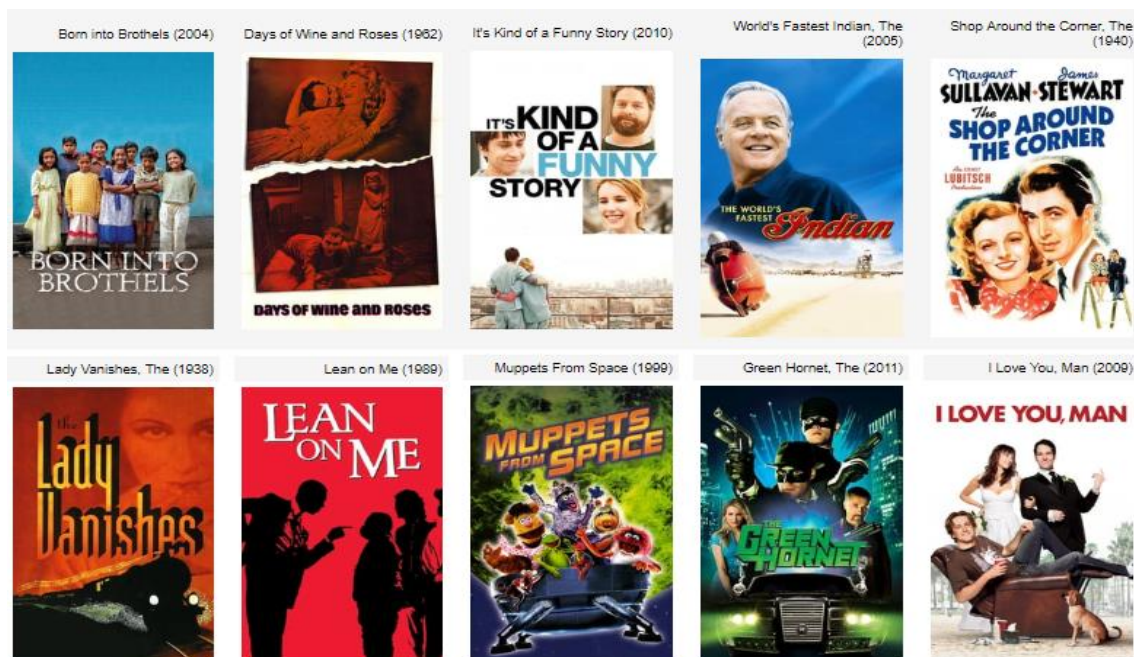 Born into Brothels (2004)
Days of Wine and Roses (1962)
It's Kind of a Funny Story (2010)
World's Fastest Indian, The
(2005)
Shop Around the Corner, The
(1940)
BORN INTO
BROTHELS
DAYS OF WINE AND ROSES
IT'S KIND
OF A
FUNNY
STORY
THE WORLD'S
FASTEST Indian
Margaret James
SULLAVAN-STEWART
The
SHOP AROUND
THE CORNER
An ERNST
LUBITSCH
Production
Lady Vanishes, The (1938)
Lean on Me (1989)
Muppets From Space (1999)
Green Hornet, The (2011)
I Love You, Man (2009)
the
Lady
Vanishes
LEAN
ON ME
MUPPETS
FROM SPACE
THE
GREEN
HORNET
I LOVE YOU, MAN